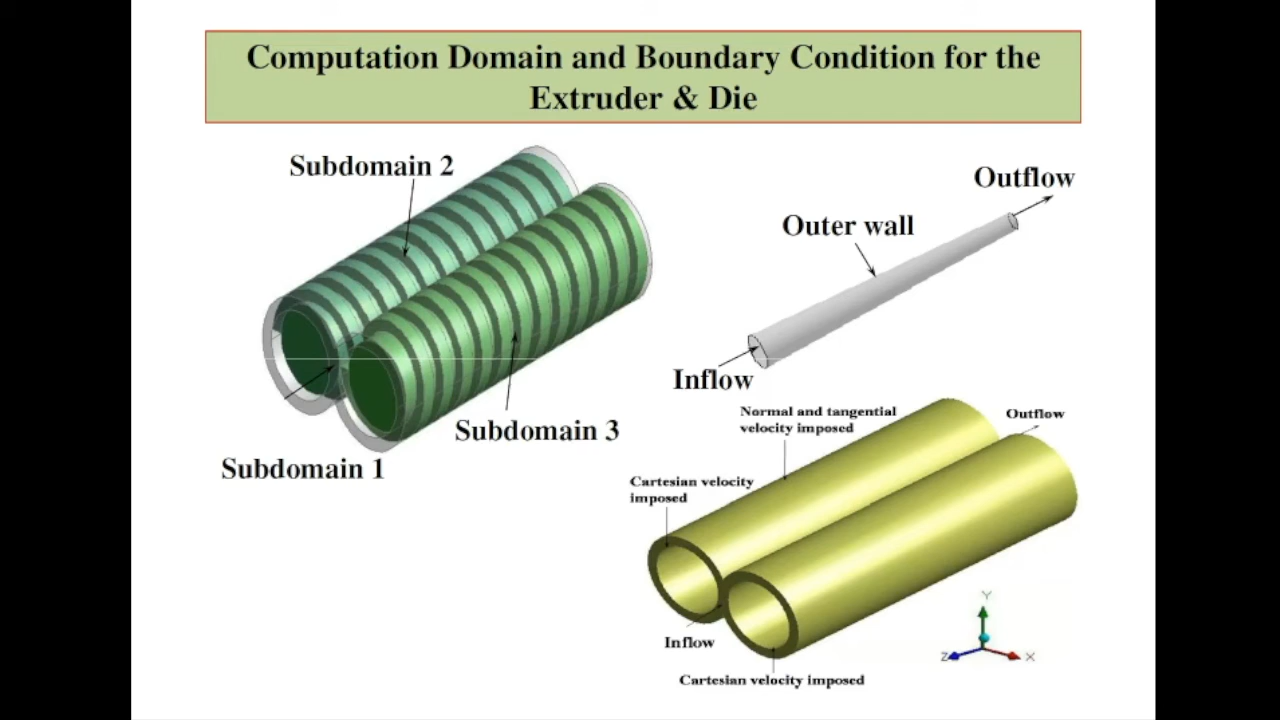 Computation Domain and Boundary Condition for the
Extruder & Die
Subdomain 2
Subdomain 3
Subdomain 1
Outflow
Outer wall
Inflow
Normal and tangential
velocity imposed
Outflow
Cartesian velocity
imposed
Inflow
Cartesian velocity imposed
Y
Z
X